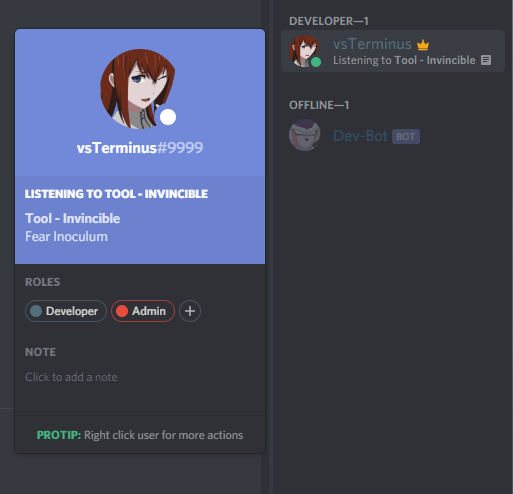 vsTerminus#9999
LISTENING TO TOOL - INVINCIBLE
Tool - Invincible
Fear Inoculum
ROLES
Developer Admin +
NOTE
Click to add a note
PROTIP: Right click user for more actions
DEVELOPER—1
vsTerminus
Listening to Tool - Invincible
OFFLINE—1
Dev-Bot BOT